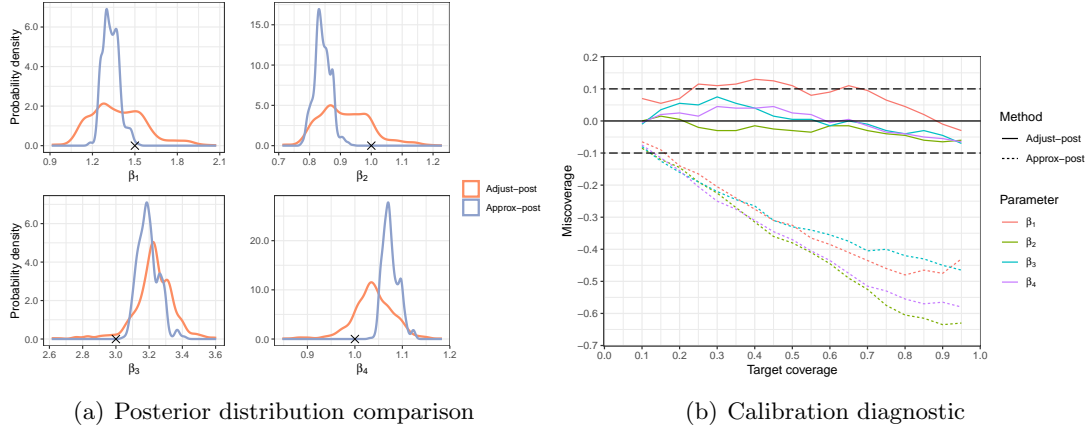 6.0
4.0
2.0
0.0
Probability density
0.9
1.2
1.5
1.8
2.1
β1
15.0
10.0
5.0
0.0
0.7
0.8
0.9
1.0
1.1
1.2
β2
6.0
4.0
2.0
0.0
Probability density
2.6
2.8
3.0
3.2
3.4
3.6
β3
20.0
10.0
0.0
0.9
1.0
1.1
1.2
β4
Adjust−post
Approx−post
(a) Posterior distribution comparison
0.2
0.1
0.0
−0.1
−0.2
−0.3
−0.4
−0.5
−0.6
−0.7
Miscoverage
0.0
0.1
0.2
0.3
0.4
0.5
0.6
0.7
0.8
0.9
1.0
Target coverage
Method
Adjust−post
Approx−post
Parameter
β1
β2
β3
β4
(b) Calibration diagnostic